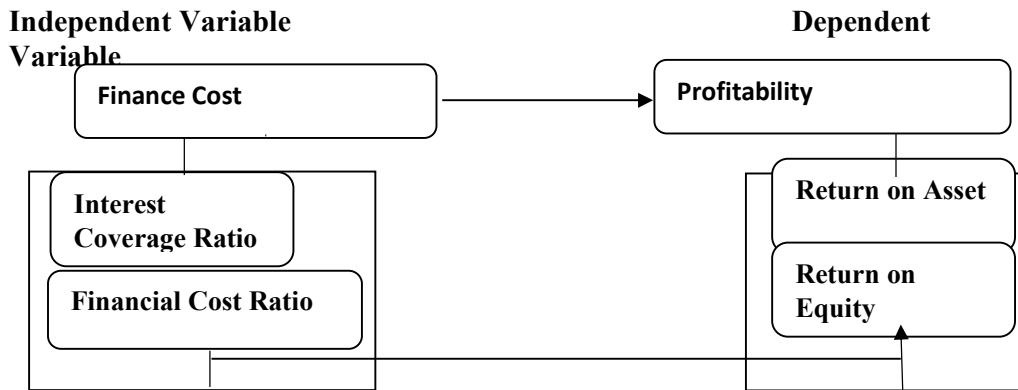 Independent Variable Dependent
Variable
Finance Cost
Profitability
Interest
Coverage Ratio
Financial Cost Ratio
Return on Asset
Return on
Equity